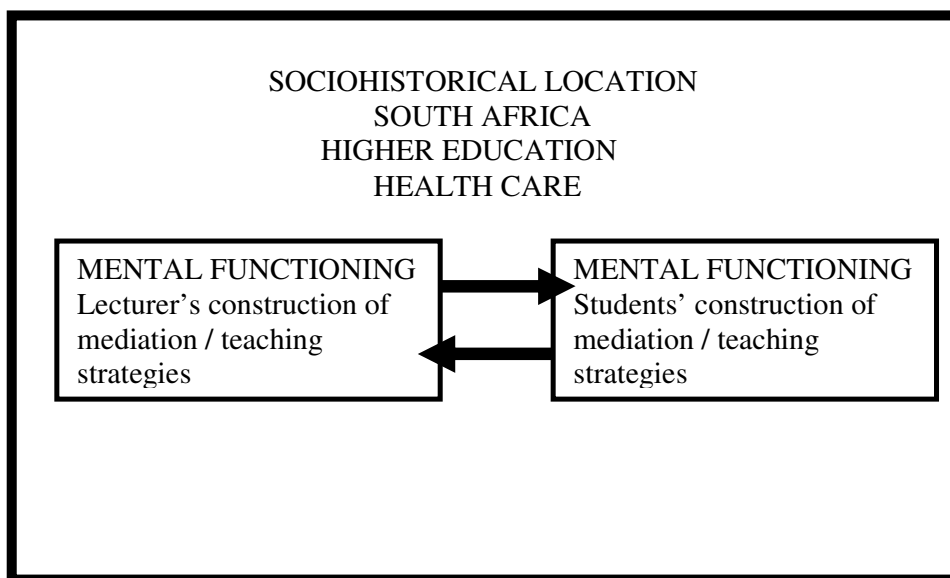 SOCIOHISTORICAL LOCATION
SOUTH AFRICA
HIGHER EDUCATION
HEALTH CARE
MENTAL FUNCTIONING
Lecturer’s construction of
mediation / teaching
strategies
MENTAL FUNCTIONING
Students’ construction of
mediation / teaching
strategies